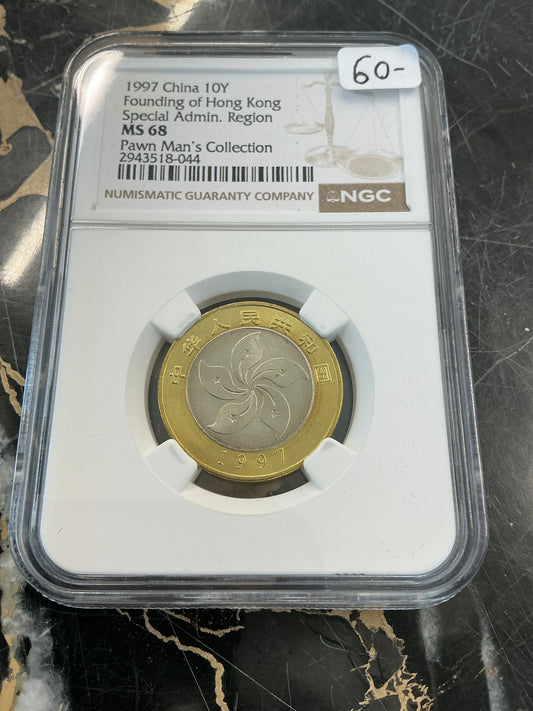 60-
1997 China 10Y
Founding of Hong Kong
Special Admin. Region
MS 68
Pawn Man's Collection
2943518-044
NUMISMATIC GUARANTY COMPANY NGC
中华人民共和国
1997